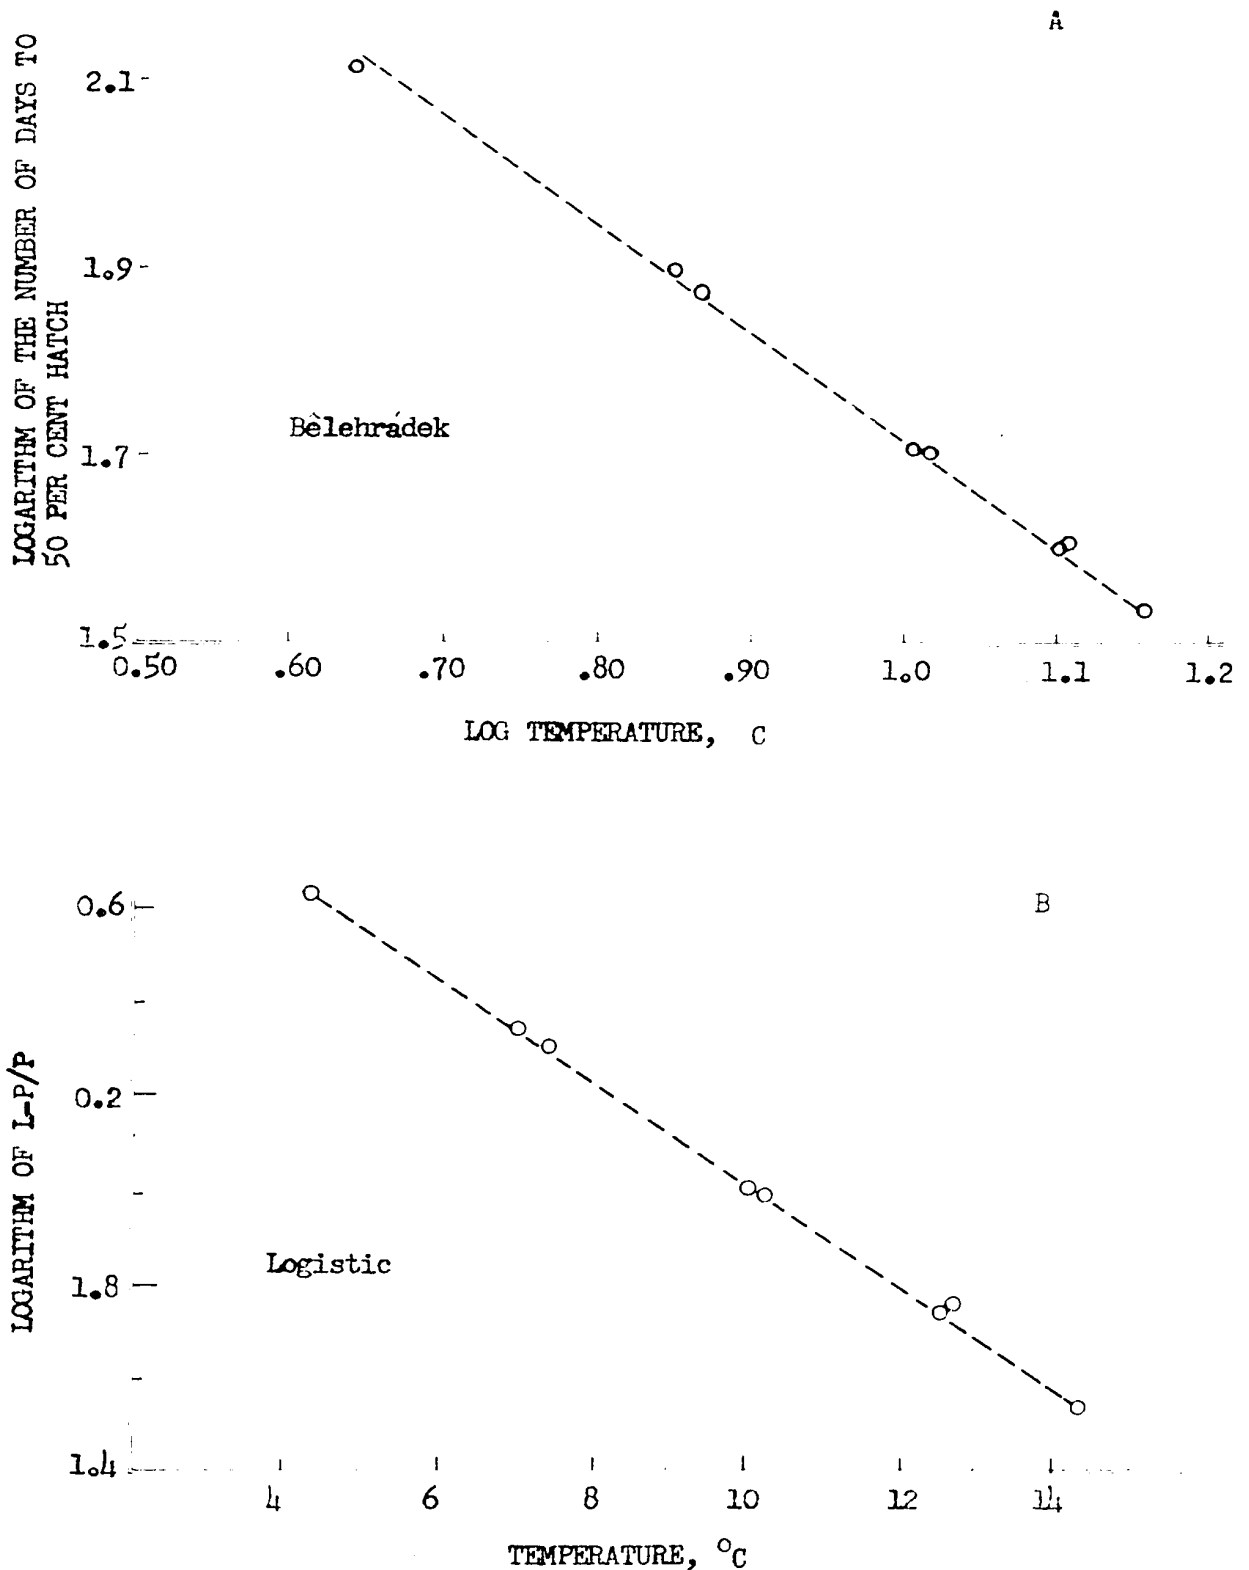 A
LOGARITHM OF THE NUMBER OF DAYS TO
50 PER CENT HATCH
2.1
1.9
1.7
1.5
Bèlehrádek
0.50 .60 .70 .80 .90 1.0 1.1 1.2
LOG TEMPERATURE, C
B
LOGARITHM OF L-P/P
0.6
0.2
1.8
1.4
Logistic
4 6 8 10 12 14
TEMPERATURE, °C